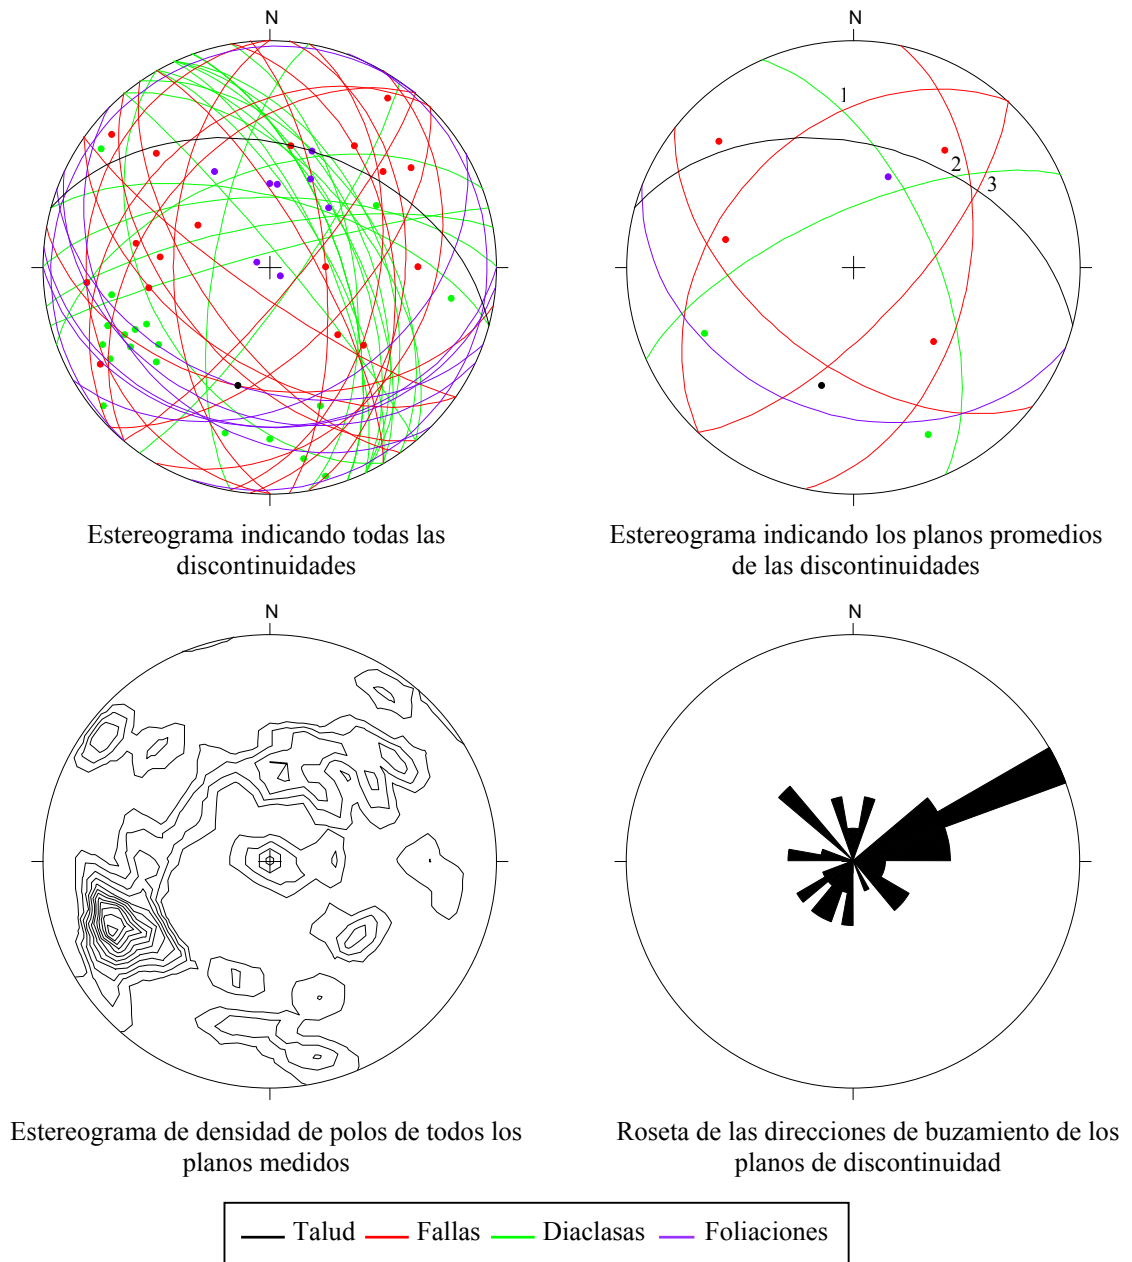 N
N
1
2
3
Estereograma indicando todas las
discontinuidades
Estereograma indicando los planos promedios
de las discontinuidades
N
N
Estereograma de densidad de polos de todos los
planos medidos
Roseta de las direcciones de buzamiento de los
planos de discontinuidad
Talud Fallas Diaclasas Foliaciones